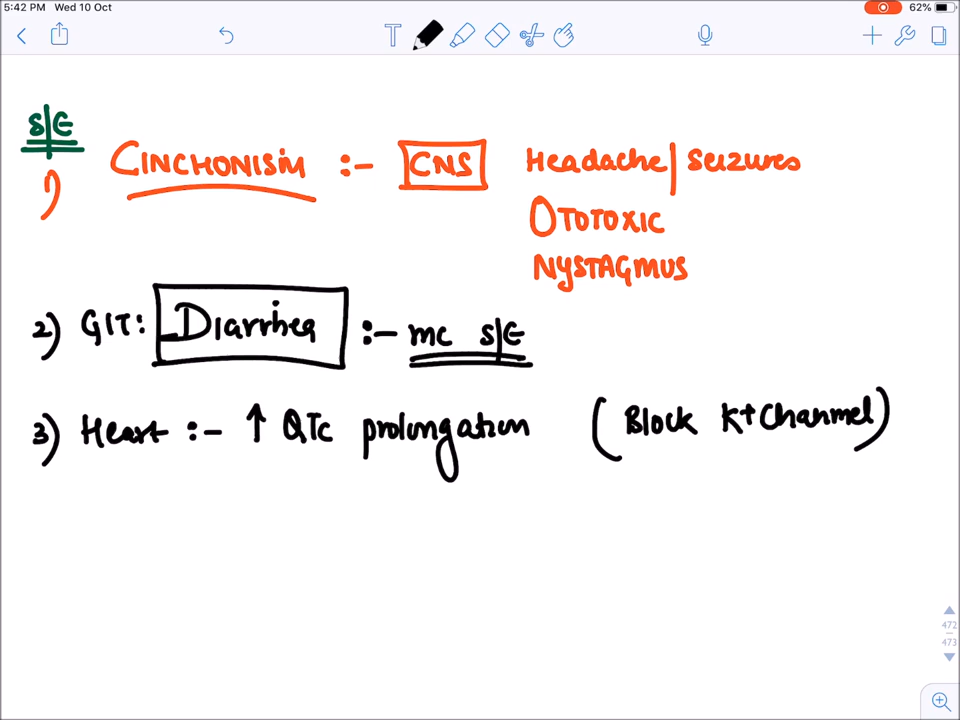 5:42 PM Wed 10 Oct 62%
S|E
1) CINCHONISM :- CNS Headache | Seizures
OTOTOXIC
NYSTAGMUS
2) GIT: Diarrhea :- mc S|E
3) Heart :- ↑ QTc prolongation (Block K+ Channel)
472
473